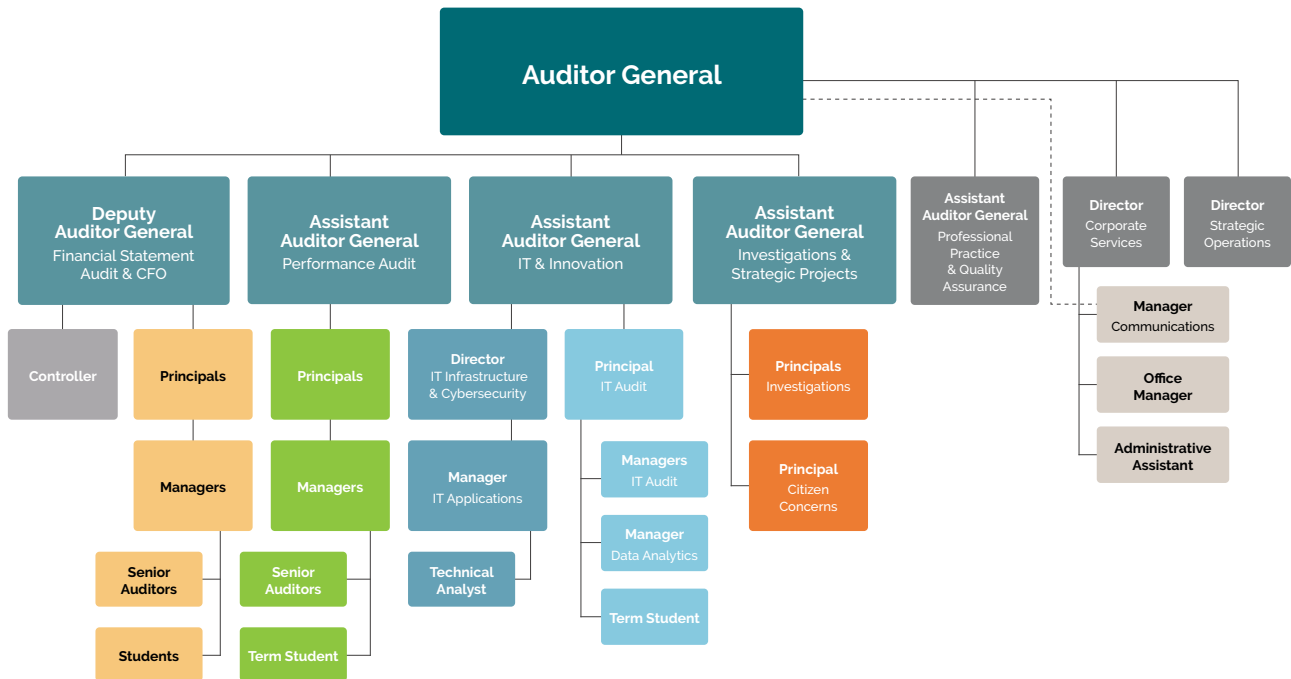 Auditor General
Deputy
Auditor General
Financial Statement
Audit & CFO
Assistant
Auditor General
Performance Audit
Assistant
Auditor General
IT & Innovation
Assistant
Auditor General
Investigations &
Strategic Projects
Assistant
Auditor General
Professional
Practice
& Quality
Assurance
Director
Corporate
Services
Director
Strategic
Operations
Controller
Principals
Managers
Senior
Auditors
Students
Principals
Managers
Senior
Auditors
Term Student
Director
IT Infrastructure
& Cybersecurity
Manager
IT Applications
Technical
Analyst
Principal
IT Audit
Managers
IT Audit
Manager
Data Analytics
Term Student
Principals
Investigations
Principal
Citizen
Concerns
Manager
Communications
Office
Manager
Administrative
Assistant